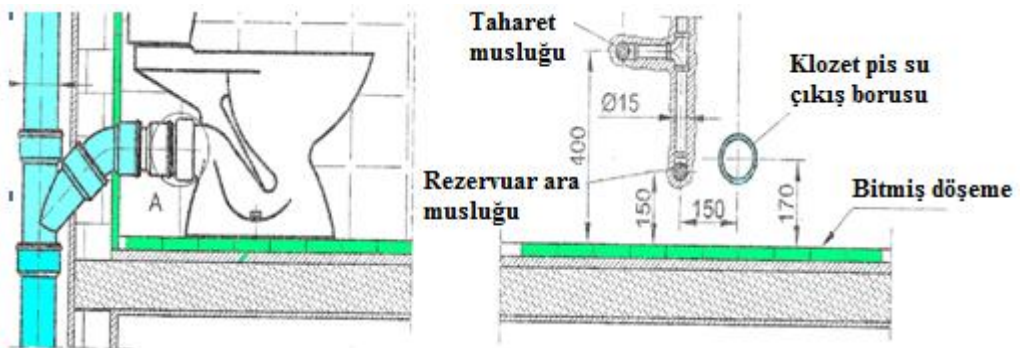 A
Taharet
musluğu
Klozet pis su
çıkış borusu
Ø15
400
Rezervuar ara
musluğu
150
150
170
Bitmiş döşeme